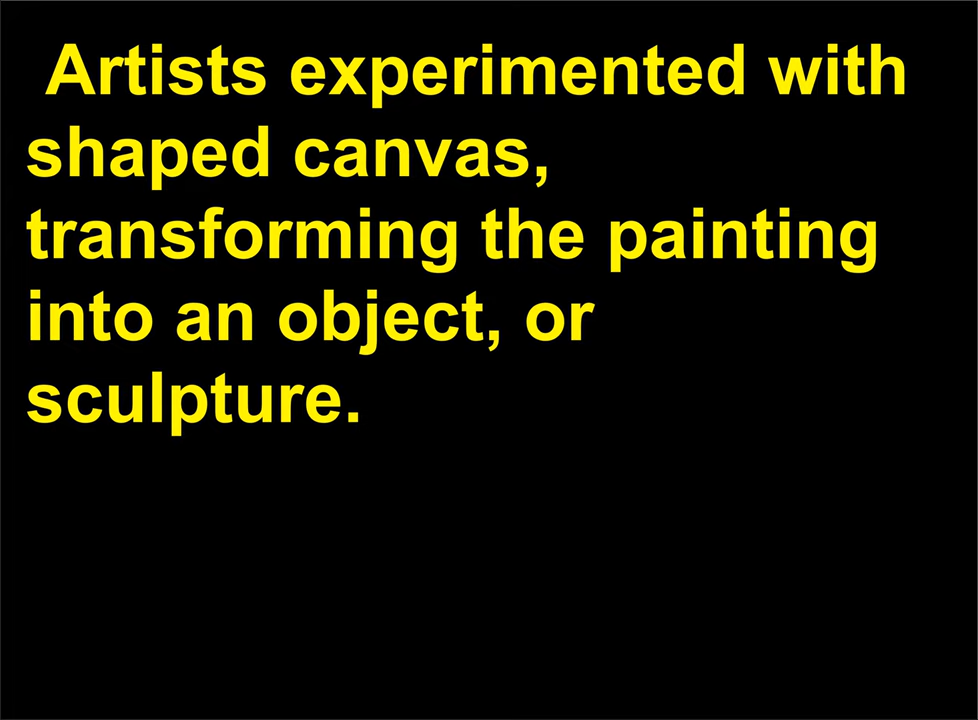 Artists experimented with
shaped canvas,
transforming the painting
into an object, or
sculpture.